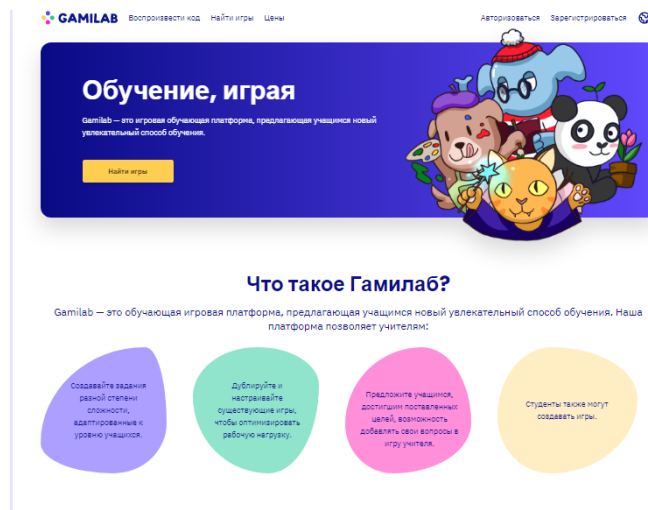 GAMILAB Воспроизвести код Найти игры Цены Авторизоваться Зарегистрироваться
Обучение, играя
Gamilab — это игровая обучающая платформа, предлагающая учащимся новый
увлекательный способ обучения.
Найти игры
Что такое Гамилаб?
Gamilab — это обучающая игровая платформа, предлагающая учащимся новый увлекательный способ обучения. Наша
платформа позволяет учителям:
Создавайте задания
разной степени
сложности,
адаптированные к
уровню учащихся.
Дублируйте и
настраивайте
существующие игры,
чтобы оптимизировать
рабочую нагрузку.
Предложите учащимся,
достигшим поставленных
целей, возможность
добавлять свои вопросы в
игру учителя.
Студенты также могут
создавать игры.